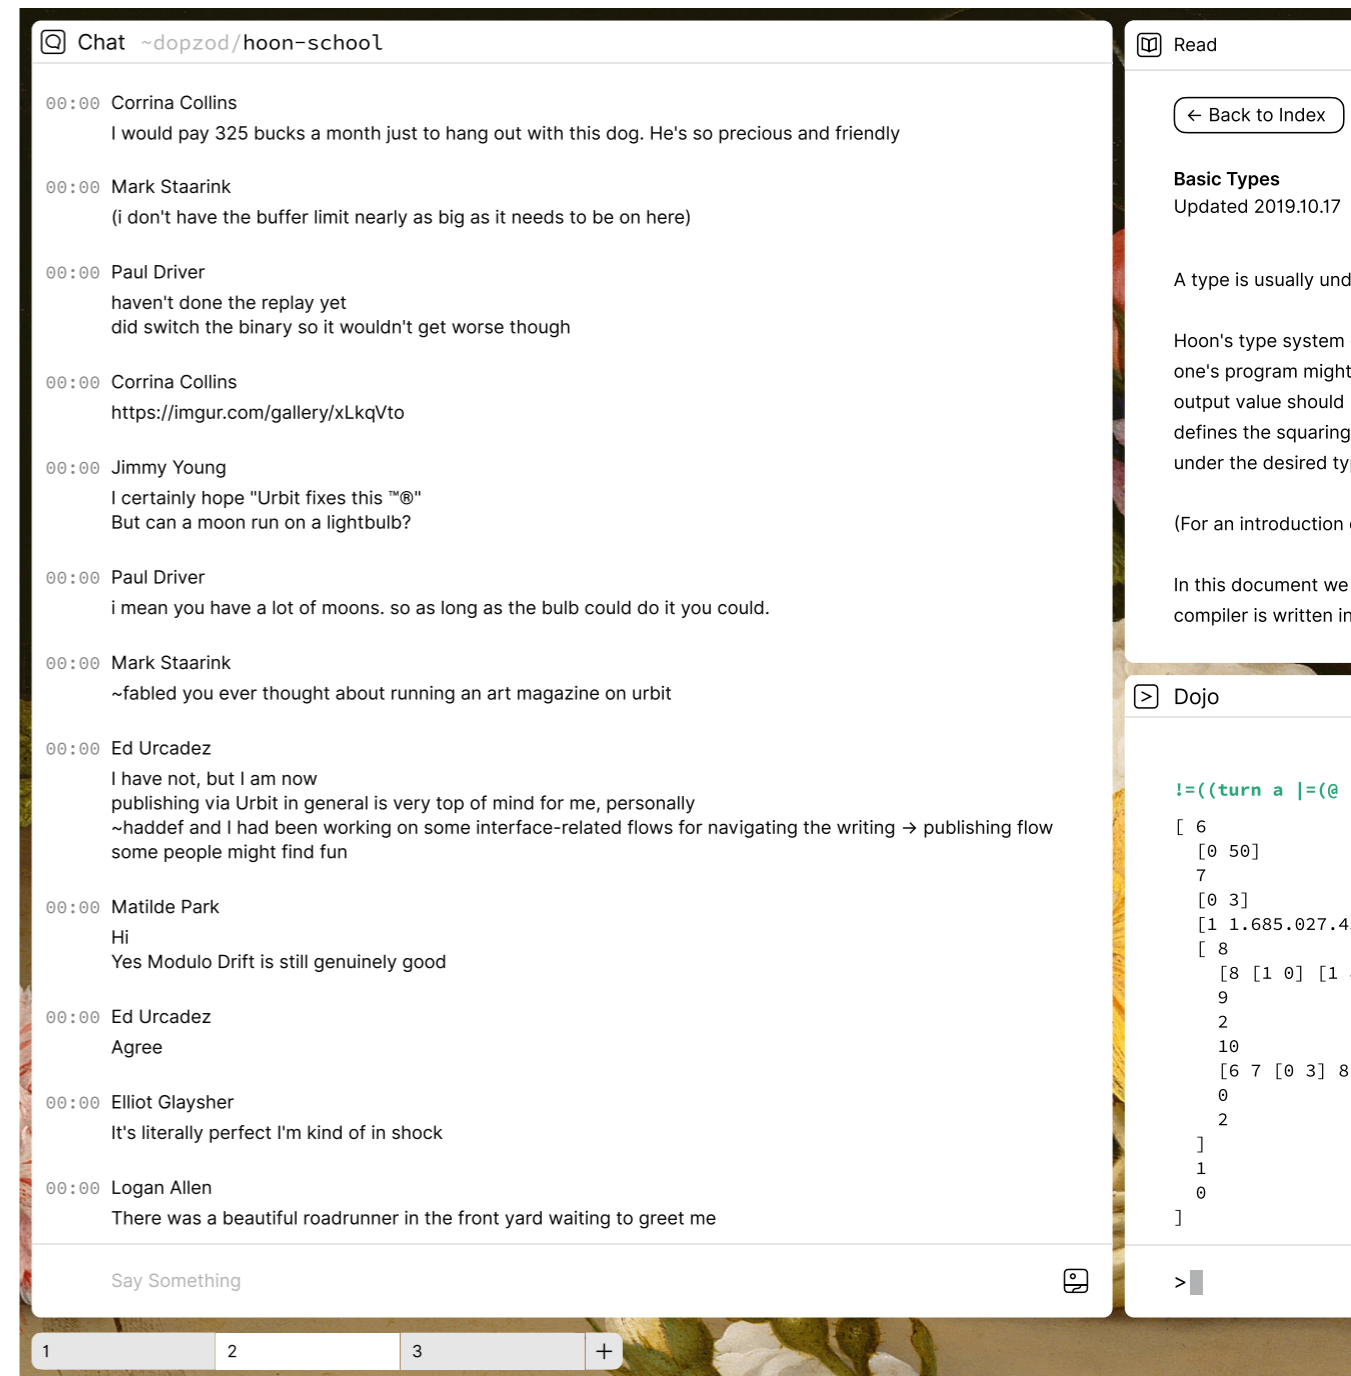 Chat ~dopzod/hoon-school
00:00 Corrina Collins
I would pay 325 bucks a month just to hang out with this dog. He's so precious and friendly
00:00 Mark Staarink
(i don't have the buffer limit nearly as big as it needs to be on here)
00:00 Paul Driver
haven't done the replay yet
did switch the binary so it wouldn't get worse though
00:00 Corrina Collins
https://imgur.com/gallery/xLkqVto
00:00 Jimmy Young
I certainly hope "Urbit fixes this ™®"
But can a moon run on a lightbulb?
00:00 Paul Driver
i mean you have a lot of moons. so as long as the bulb could do it you could.
00:00 Mark Staarink
~fabled you ever thought about running an art magazine on urbit
00:00 Ed Urcadez
I have not, but I am now
publishing via Urbit in general is very top of mind for me, personally
~haddef and I had been working on some interface-related flows for navigating the writing → publishing flow
some people might find fun
00:00 Matilde Park
Hi
Yes Modulo Drift is still genuinely good
00:00 Ed Urcadez
Agree
00:00 Elliot Glaysher
It's literally perfect I'm kind of in shock
00:00 Logan Allen
There was a beautiful roadrunner in the front yard waiting to greet me
Say Something
1
2
3
+
Read
← Back to Index
Basic Types
Updated 2019.10.17
A type is usually und
Hoon's type system
one's program might
output value should
defines the squaring
under the desired ty
(For an introduction
In this document we
compiler is written in
> Dojo
!=((turn a |=(@
[ 6
[0 50]
7
[0 3]
[1 1.685.027.4
[ 8
[8 [1 0] [1
9
2
10
[6 7 [0 3] 8
0
2
]
1
0
]
>